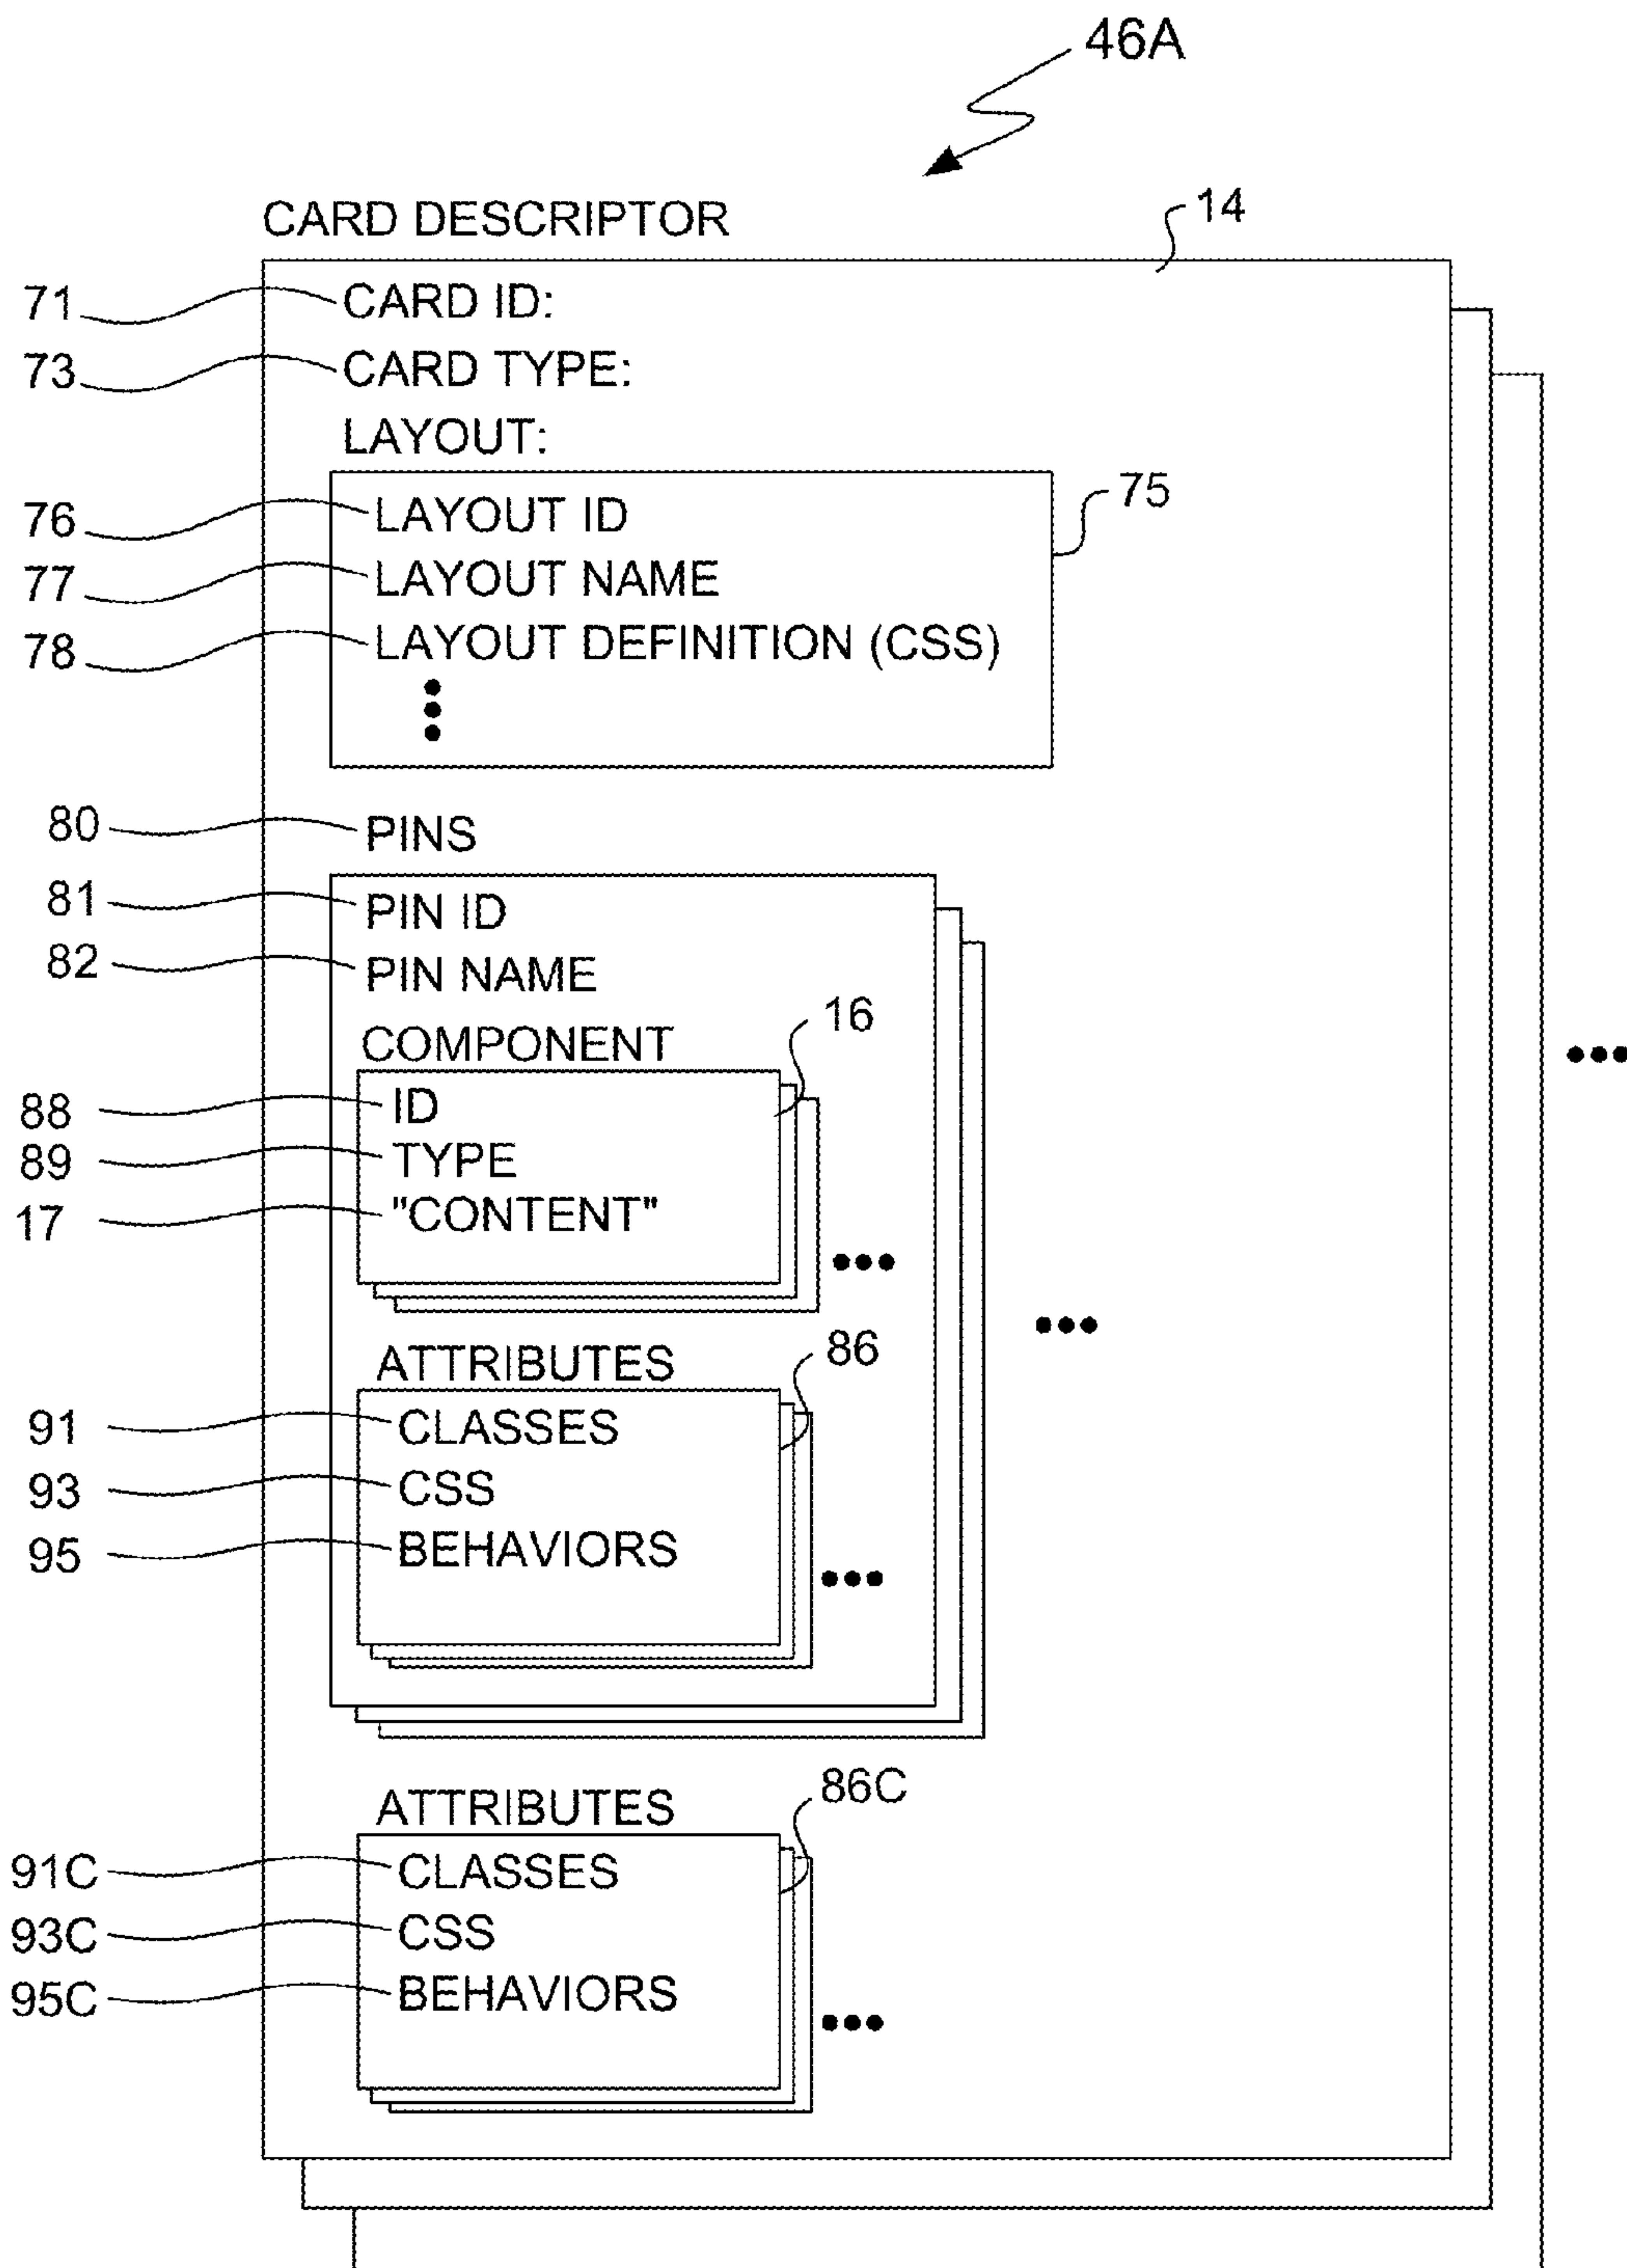 46A
CARD DESCRIPTOR
14
71 CARD ID:
73 CARD TYPE:
LAYOUT:
75
76 LAYOUT ID
77 LAYOUT NAME
78 LAYOUT DEFINITION (CSS)
80 PINS
81 PIN ID
82 PIN NAME
16
COMPONENT
88 ID
89 TYPE
17 "CONTENT"
86
ATTRIBUTES
91 CLASSES
93 CSS
95 BEHAVIORS
86C
ATTRIBUTES
91C CLASSES
93C CSS
95C BEHAVIORS